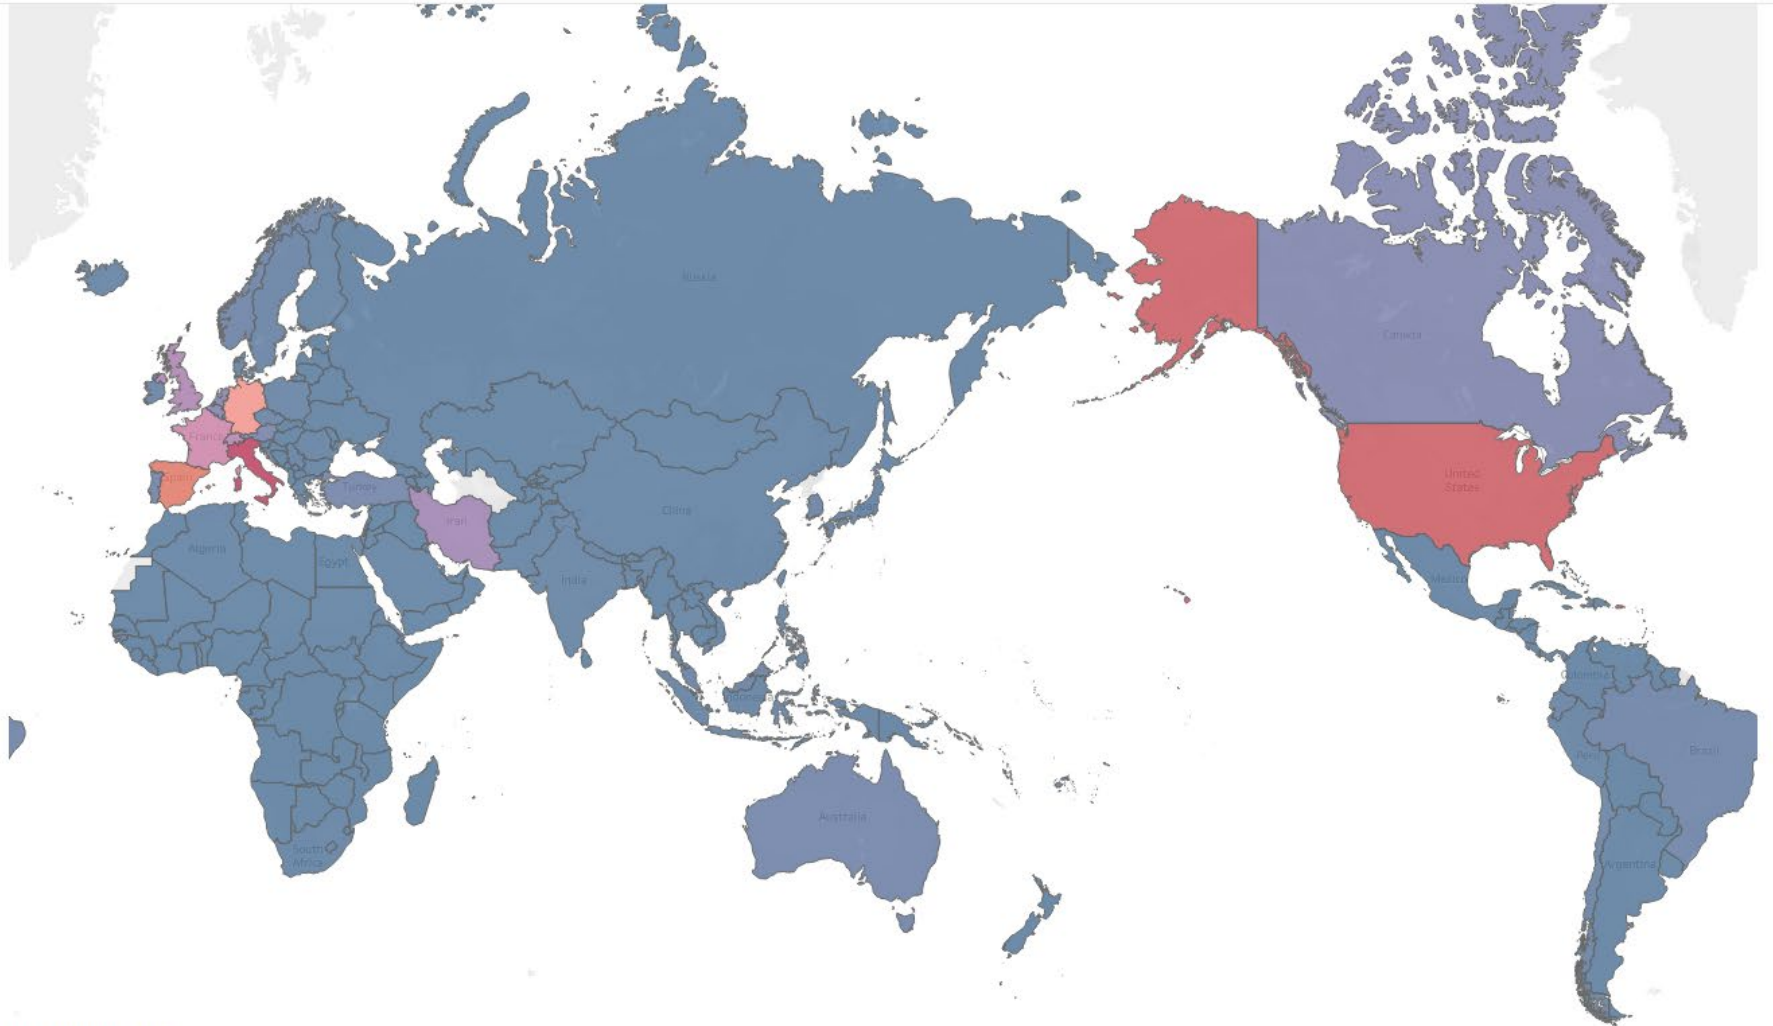 Russia
Canada
France
Spain
Turkey
Iran
United
States
China
Algeria
Egypt
India
Mexico
Indonesia
Colombia
Peru
Brazil
Australia
South
Africa
Argentina